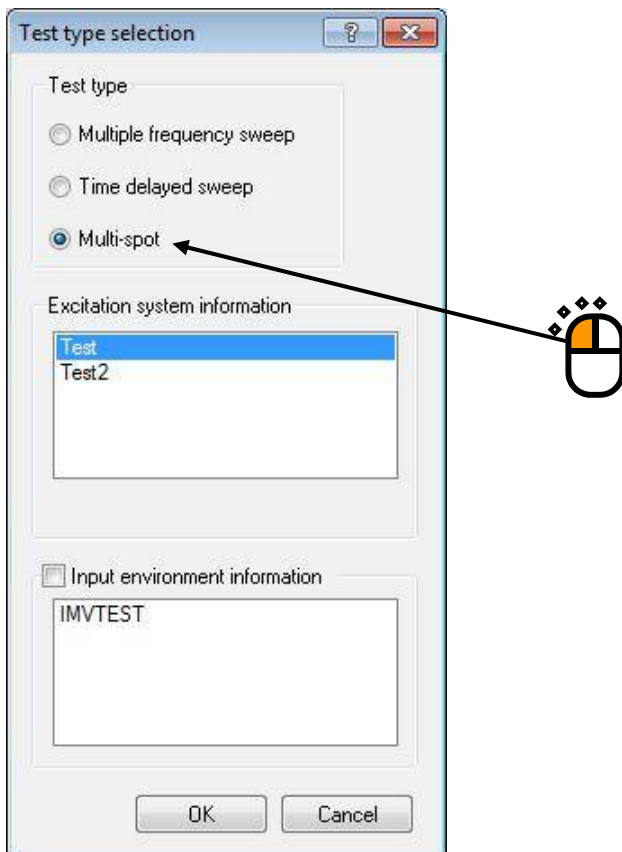 Test type selection
Test type
Multiple frequency sweep
Time delayed sweep
Multi-spot
Excitation system information
Test
Test2
Input environment information
IMVTEST
OK
Cancel